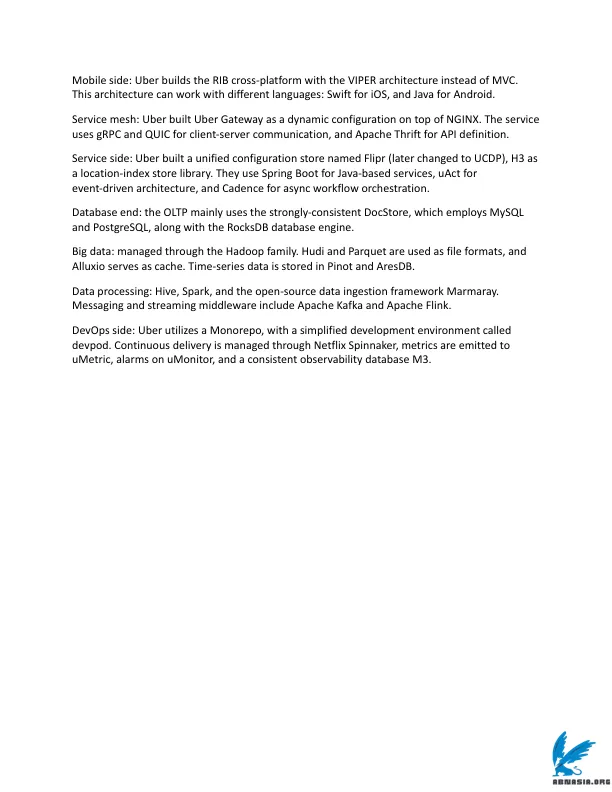 Mobile side: Uber builds the RIB cross-platform with the VIPER architecture instead of MVC.
This architecture can work with different languages: Swift for iOS, and Java for Android.
Service mesh: Uber built Uber Gateway as a dynamic configuration on top of NGINX. The service
uses gRPC and QUIC for client-server communication, and Apache Thrift for API definition.
Service side: Uber built a unified configuration store named Flipr (later changed to UCDP), H3 as
a location-index store library. They use Spring Boot for Java-based services, uAct for
event-driven architecture, and Cadence for async workflow orchestration.
Database end: the OLTP mainly uses the strongly-consistent DocStore, which employs MySQL
and PostgreSQL, along with the RocksDB database engine.
Big data: managed through the Hadoop family. Hudi and Parquet are used as file formats, and
Alluxio serves as cache. Time-series data is stored in Pinot and AresDB.
Data processing: Hive, Spark, and the open-source data ingestion framework Marmaray.
Messaging and streaming middleware include Apache Kafka and Apache Flink.
DevOps side: Uber utilizes a Monorepo, with a simplified development environment called
devpod. Continuous delivery is managed through Netflix Spinnaker, metrics are emitted to
uMetric, alarms on uMonitor, and a consistent observability database M3.
ABNASIA.ORG